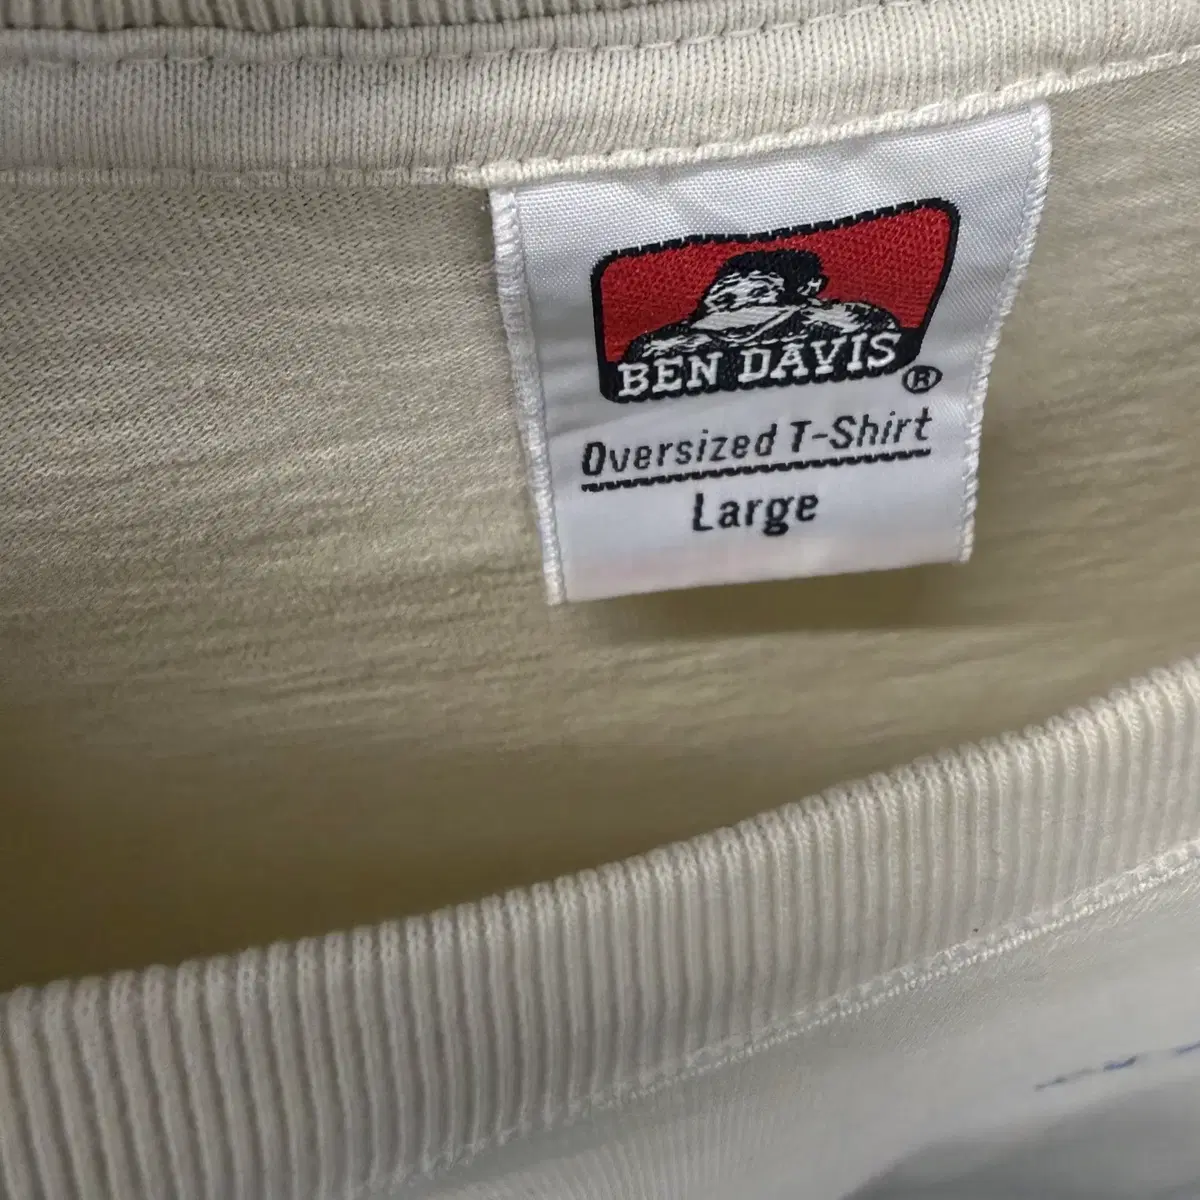 BEN DAVIS
®
Oversized T-Shirt
Large